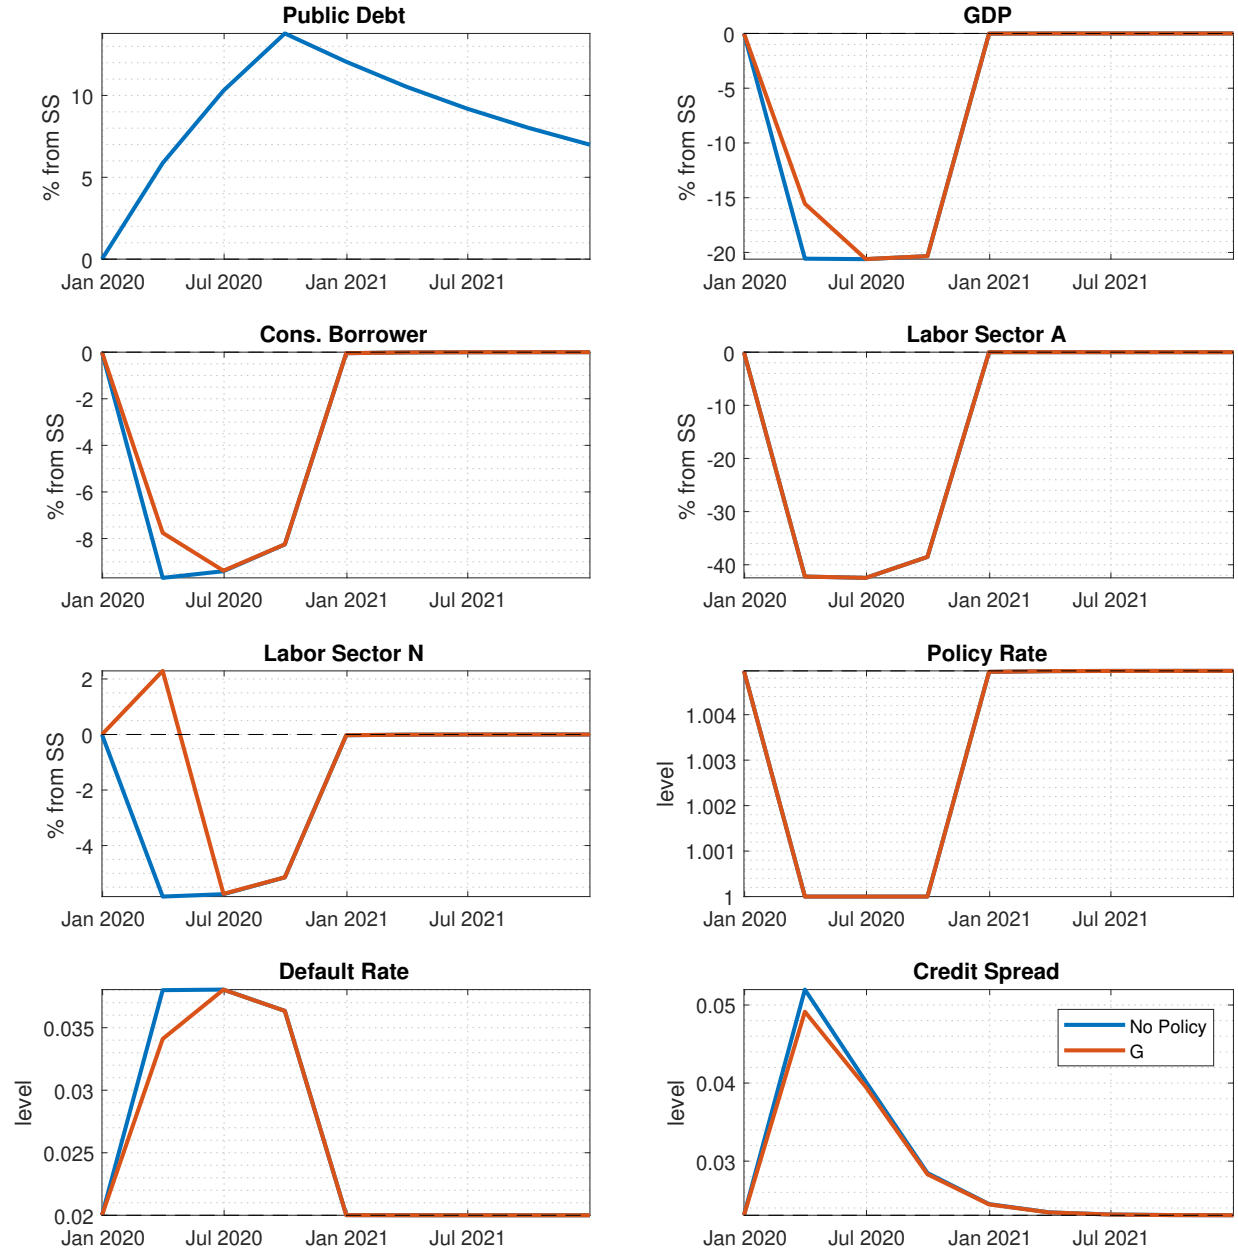 Public Debt
% from SS
10
5
0
Jan 2020 Jul 2020 Jan 2021 Jul 2021
GDP
% from SS
0
-5
-10
-15
-20
Jan 2020 Jul 2020 Jan 2021 Jul 2021
Cons. Borrower
% from SS
0
-2
-4
-6
-8
Jan 2020 Jul 2020 Jan 2021 Jul 2021
Labor Sector A
% from SS
0
-10
-20
-30
-40
Jan 2020 Jul 2020 Jan 2021 Jul 2021
Labor Sector N
% from SS
2
0
-2
-4
Jan 2020 Jul 2020 Jan 2021 Jul 2021
Policy Rate
level
1.004
1.003
1.002
1.001
1
Jan 2020 Jul 2020 Jan 2021 Jul 2021
Default Rate
level
0.035
0.03
0.025
0.02
Jan 2020 Jul 2020 Jan 2021 Jul 2021
Credit Spread
level
0.05
0.04
0.03
No Policy
G
Jan 2020 Jul 2020 Jan 2021 Jul 2021